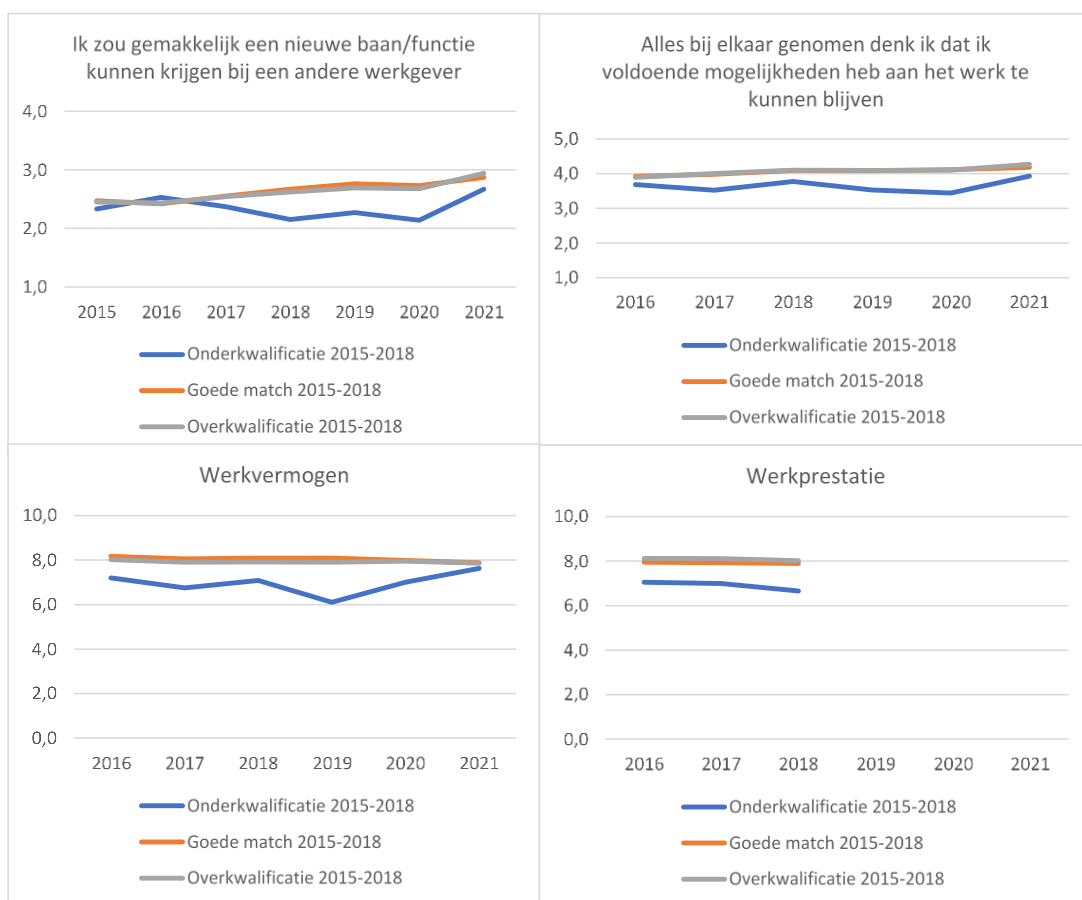 Ik zou gemakkelijk een nieuwe baan/functie
kunnen krijgen bij een andere werkgever
4,0
3,0
2,0
1,0
2015 2016 2017 2018 2019 2020 2021
Onderkwalificatie 2015-2018
Goede match 2015-2018
Overkwalificatie 2015-2018
Alles bij elkaar genomen denk ik dat ik
voldoende mogelijkheden heb aan het werk te
kunnen blijven
5,0
4,0
3,0
2,0
1,0
2016 2017 2018 2019 2020 2021
Onderkwalificatie 2015-2018
Goede match 2015-2018
Overkwalificatie 2015-2018
Werkvermogen
10,0
8,0
6,0
4,0
2,0
0,0
2016 2017 2018 2019 2020 2021
Onderkwalificatie 2015-2018
Goede match 2015-2018
Overkwalificatie 2015-2018
Werkprestatie
10,0
8,0
6,0
4,0
2,0
0,0
2016 2017 2018 2019 2020 2021
Onderkwalificatie 2015-2018
Goede match 2015-2018
Overkwalificatie 2015-2018